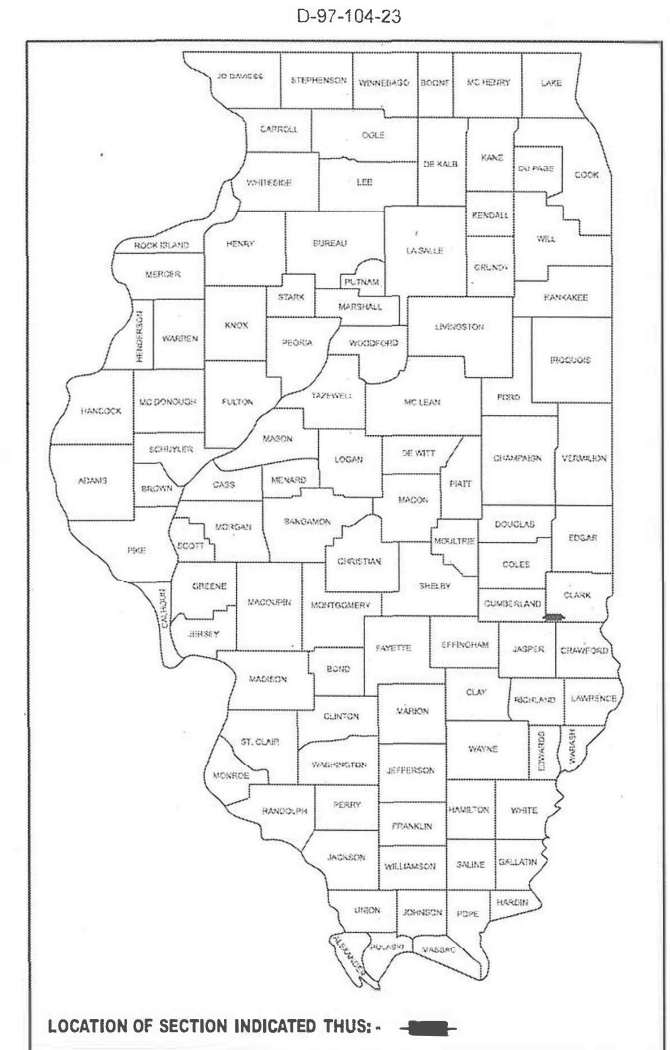 D-97-104-23
JO DAVIESS STEPHENSON WINNEBAGO BOONE MC HENRY LAKE
CARROLL OGLE
DE KALB KANE DU PAGE COOK
WHITESIDE LEE
KENDALL
ROCK ISLAND HENRY BUREAU LA SALLE WILL
MERCER PUTNAM GRUNDY
STARK MARSHALL KANKAKEE
HENDERSON WARREN KNOX PEORIA WOODFORD LIVINGSTON IROQUOIS
HANCOCK MC DONOUGH FULTON TAZEWELL MC LEAN FORD
MASON
SCHUYLER LOGAN DE WITT CHAMPAIGN VERMILION
ADAMS BROWN CASS MENARD PIATT
MACON
PIKE SCOTT MORGAN SANGAMON MOULTRIE DOUGLAS EDGAR
CHRISTIAN COLES
GREENE SHELBY
CALHOUN MACOUPIN MONTGOMERY CUMBERLAND CLARK
JERSEY
FAYETTE EFFINGHAM JASPER CRAWFORD
MADISON BOND
CLAY RICHLAND LAWRENCE
CLINTON MARION
ST. CLAIR WAYNE EDWARDS WABASH
WASHINGTON JEFFERSON
MONROE
RANDOLPH PERRY HAMILTON WHITE
FRANKLIN
JACKSON WILLIAMSON SALINE GALLATIN
UNION JOHNSON POPE HARDIN
ALEXANDER PULASKI MASSAC
LOCATION OF SECTION INDICATED THUS: -